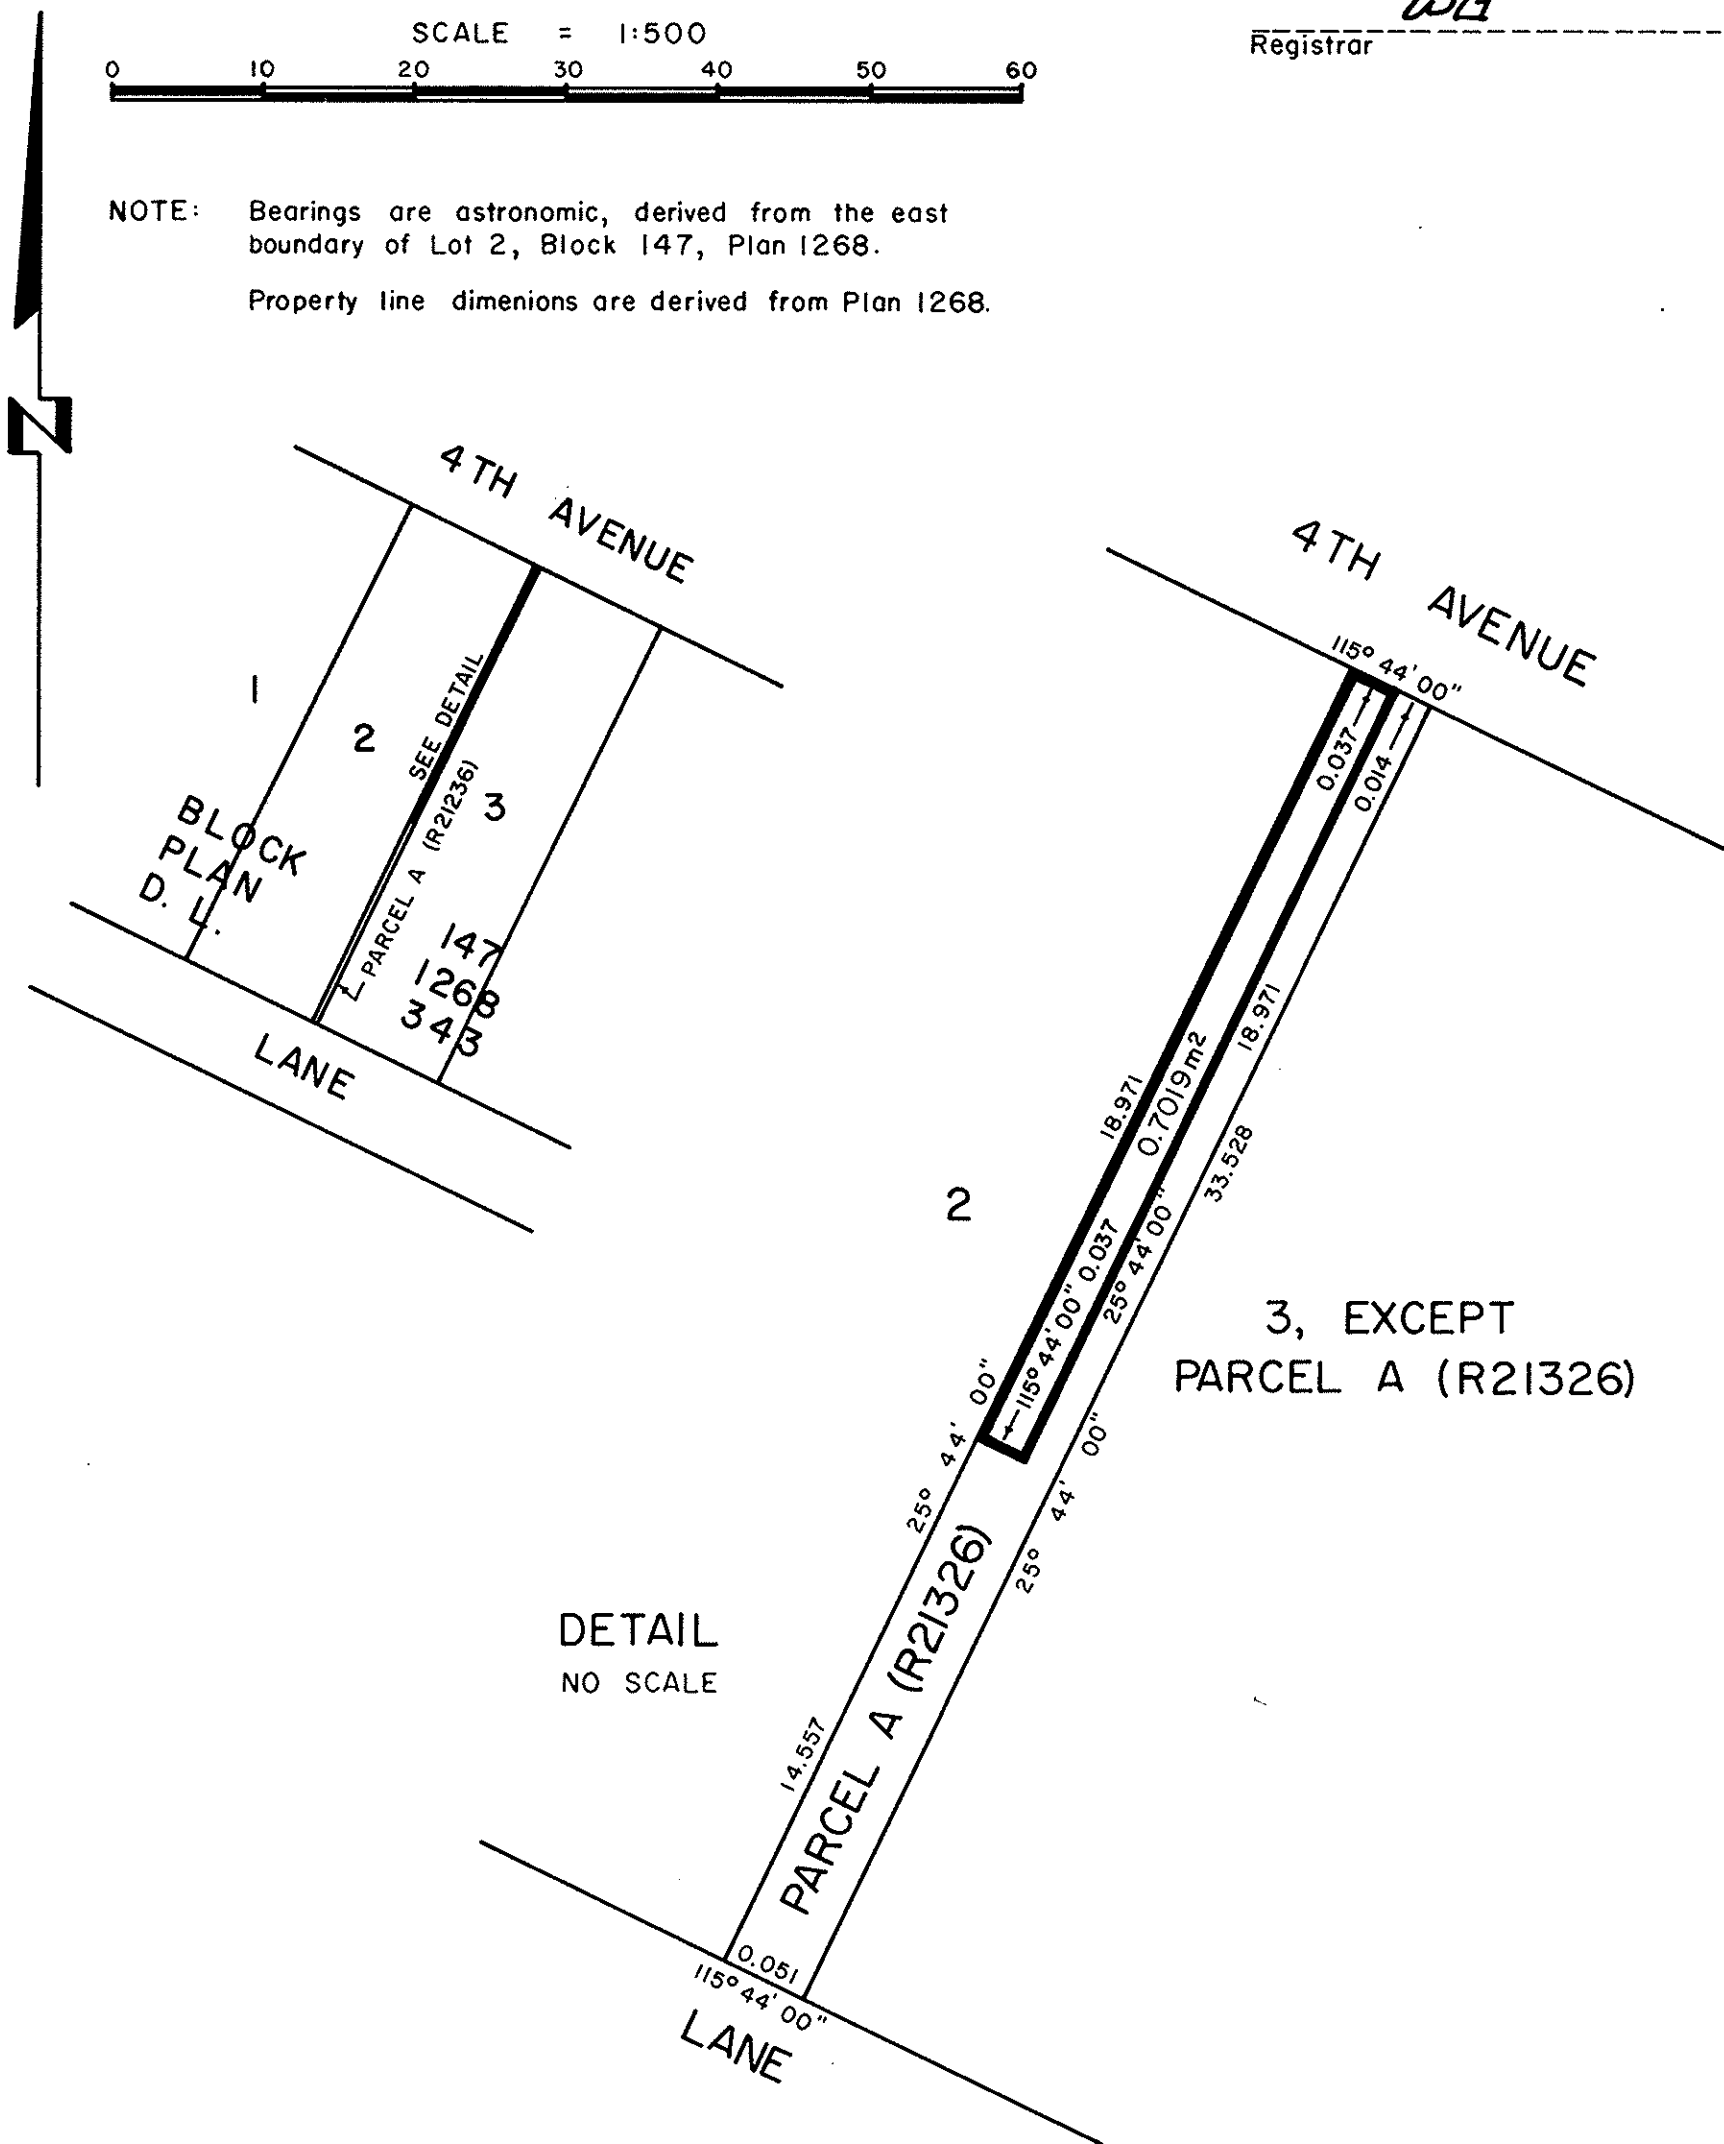 SCALE = 1:500
0 10 20 30 40 50 60
Registrar
NOTE: Bearings are astronomic, derived from the east
boundary of Lot 2, Block 147, Plan 1268.
Property line dimenions are derived from Plan 1268.
N
4TH AVENUE
1
2
SEE DETAIL
3
PARCEL A (R21236)
BLOCK 147
PLAN 1268
D. L. 343
LANE
4TH AVENUE
115° 44' 00"
0.037
0.014
18.971
0.7019 m2
18.971
33.528
2
115° 44' 00" 0.037
25° 44' 00"
3, EXCEPT
PARCEL A (R21326)
25° 44' 00"
25° 44' 00"
PARCEL A (R21326)
DETAIL
NO SCALE
14.557
0.051
115° 44' 00"
LANE